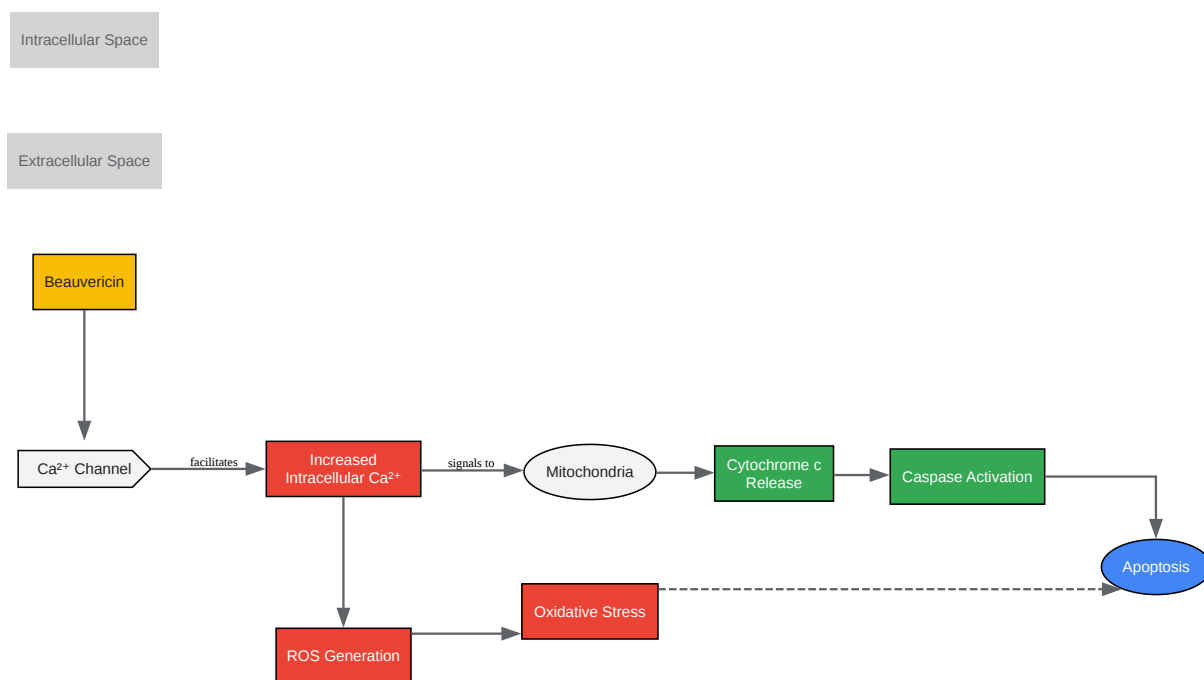 Intracellular Space
Extracellular Space
Beauvericin
Ca²⁺ Channel
facilitates
Increased
Intracellular Ca²⁺
signals to
Mitochondria
Cytochrome c
Release
Caspase Activation
Apoptosis
Oxidative Stress
ROS Generation